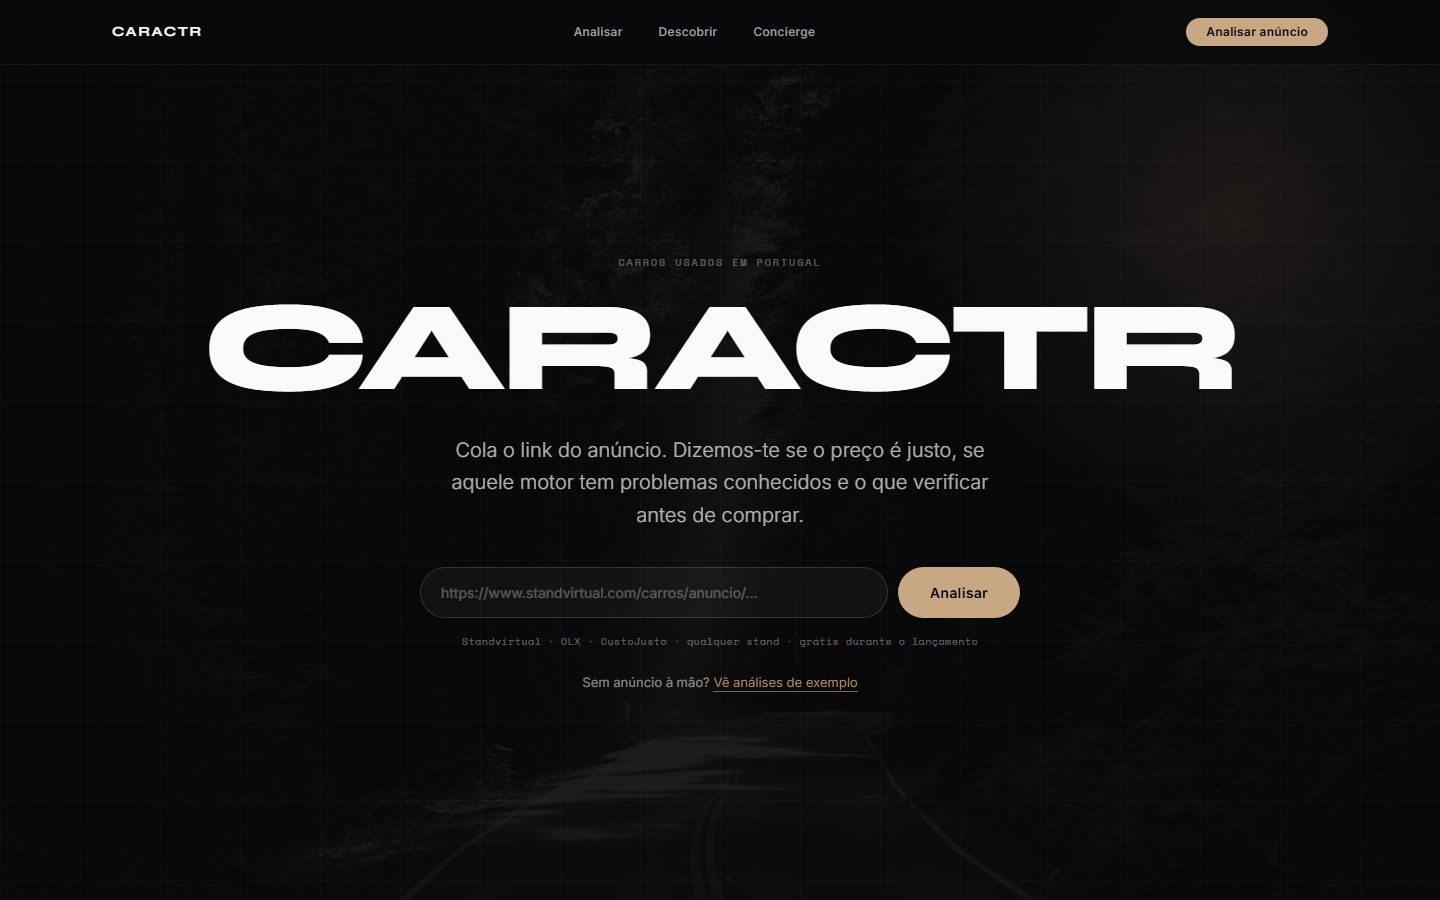 CARACTR
Analisar
Descobrir
Concierge
Analisar anúncio
CARROS USADOS EM PORTUGAL
CARACTR
Cola o link do anúncio. Dizemos-te se o preço é justo, se
aquele motor tem problemas conhecidos e o que verificar
antes de comprar.
https://www.standvirtual.com/carros/anuncio/...
Analisar
Standvirtual · OLX · CustoJusto · qualquer stand · grátis durante o lançamento
Sem anúncio à mão? Vê análises de exemplo